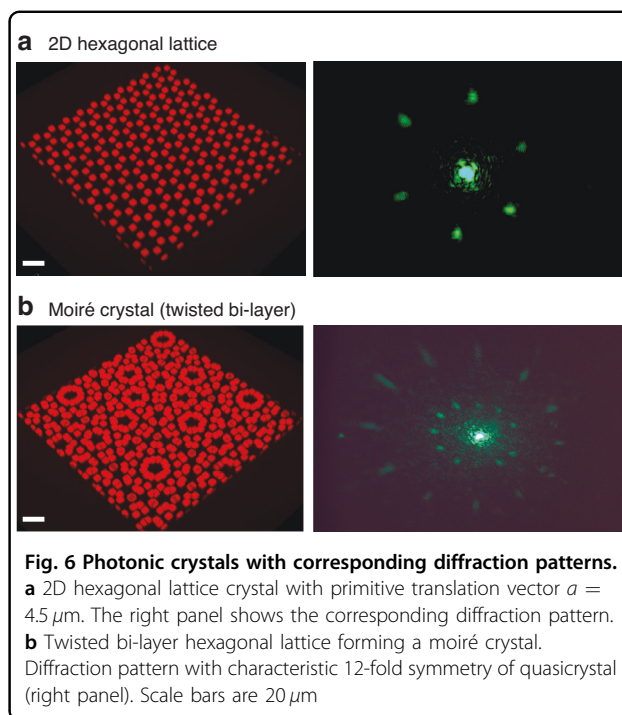 a 2D hexagonal lattice
b Moiré crystal (twisted bi-layer)
Fig. 6 Photonic crystals with corresponding diffraction patterns.
a 2D hexagonal lattice crystal with primitive translation vector a =
4.5 μm. The right panel shows the corresponding diffraction pattern.
b Twisted bi-layer hexagonal lattice forming a moiré crystal.
Diffraction pattern with characteristic 12-fold symmetry of quasicrystal
(right panel). Scale bars are 20 μm